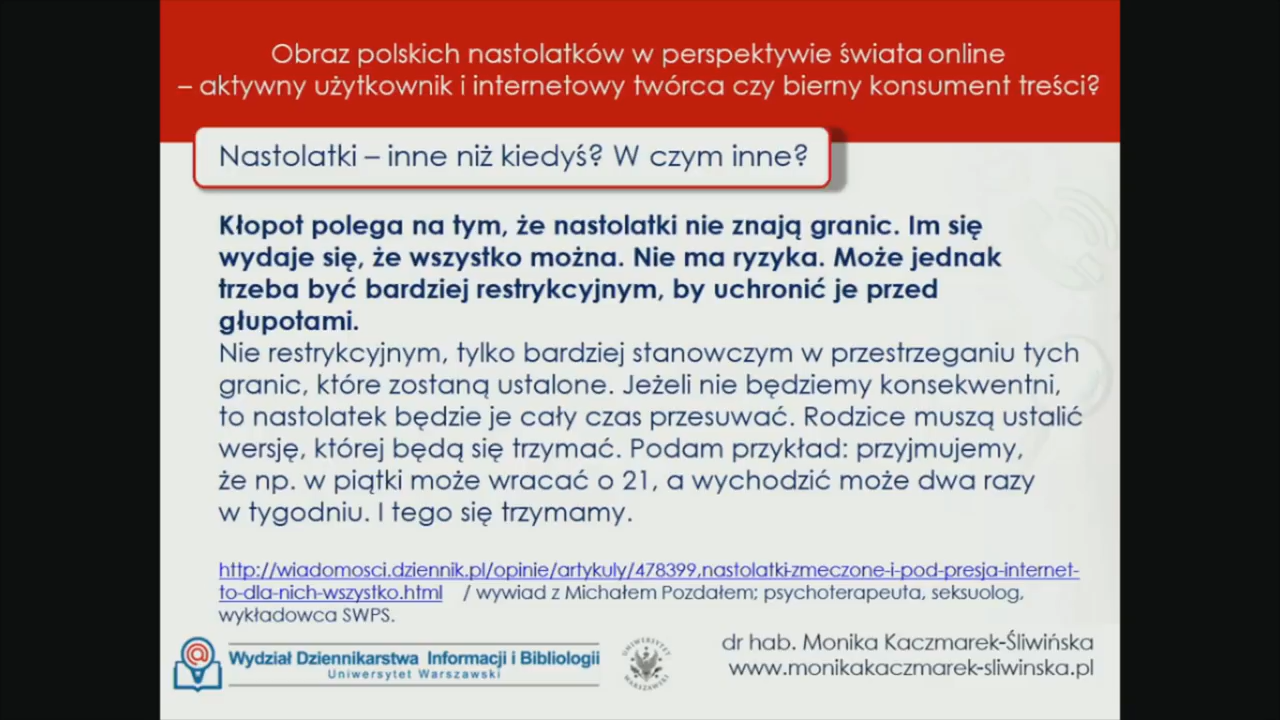 Obraz polskich nastolatków w perspektywie świata online
– aktywny użytkownik i internetowy twórca czy bierny konsument treści?
Nastolatki – inne niż kiedyś? W czym inne?
Kłopot polega na tym, że nastolatki nie znają granic. Im się
wydaje się, że wszystko można. Nie ma ryzyka. Może jednak
trzeba być bardziej restrykcyjnym, by uchronić je przed
głupotami.
Nie restrykcyjnym, tylko bardziej stanowczym w przestrzeganiu tych
granic, które zostaną ustalone. Jeżeli nie będziemy konsekwentni,
to nastolatek będzie je cały czas przesuwać. Rodzice muszą ustalić
wersję, której będą się trzymać. Podam przykład: przyjmujemy,
że np. w piątki może wracać o 21, a wychodzić może dwa razy
w tygodniu. I tego się trzymamy.
http://wiadomosci.dziennik.pl/opinie/artykuly/478399,nastolatki-zmeczone-i-pod-presja-internet-
to-dla-nich-wszystko.html / wywiad z Michałem Pozdałem; psychoterapeuta, seksuolog,
wykładowca SWPS.
Wydział Dziennikarstwa Informacji i Bibliologii
Uniwersytet Warszawski
UNIWERSYTET WARSZAWSKI
dr hab. Monika Kaczmarek-Śliwińska
www.monikakaczmarek-sliwinska.pl